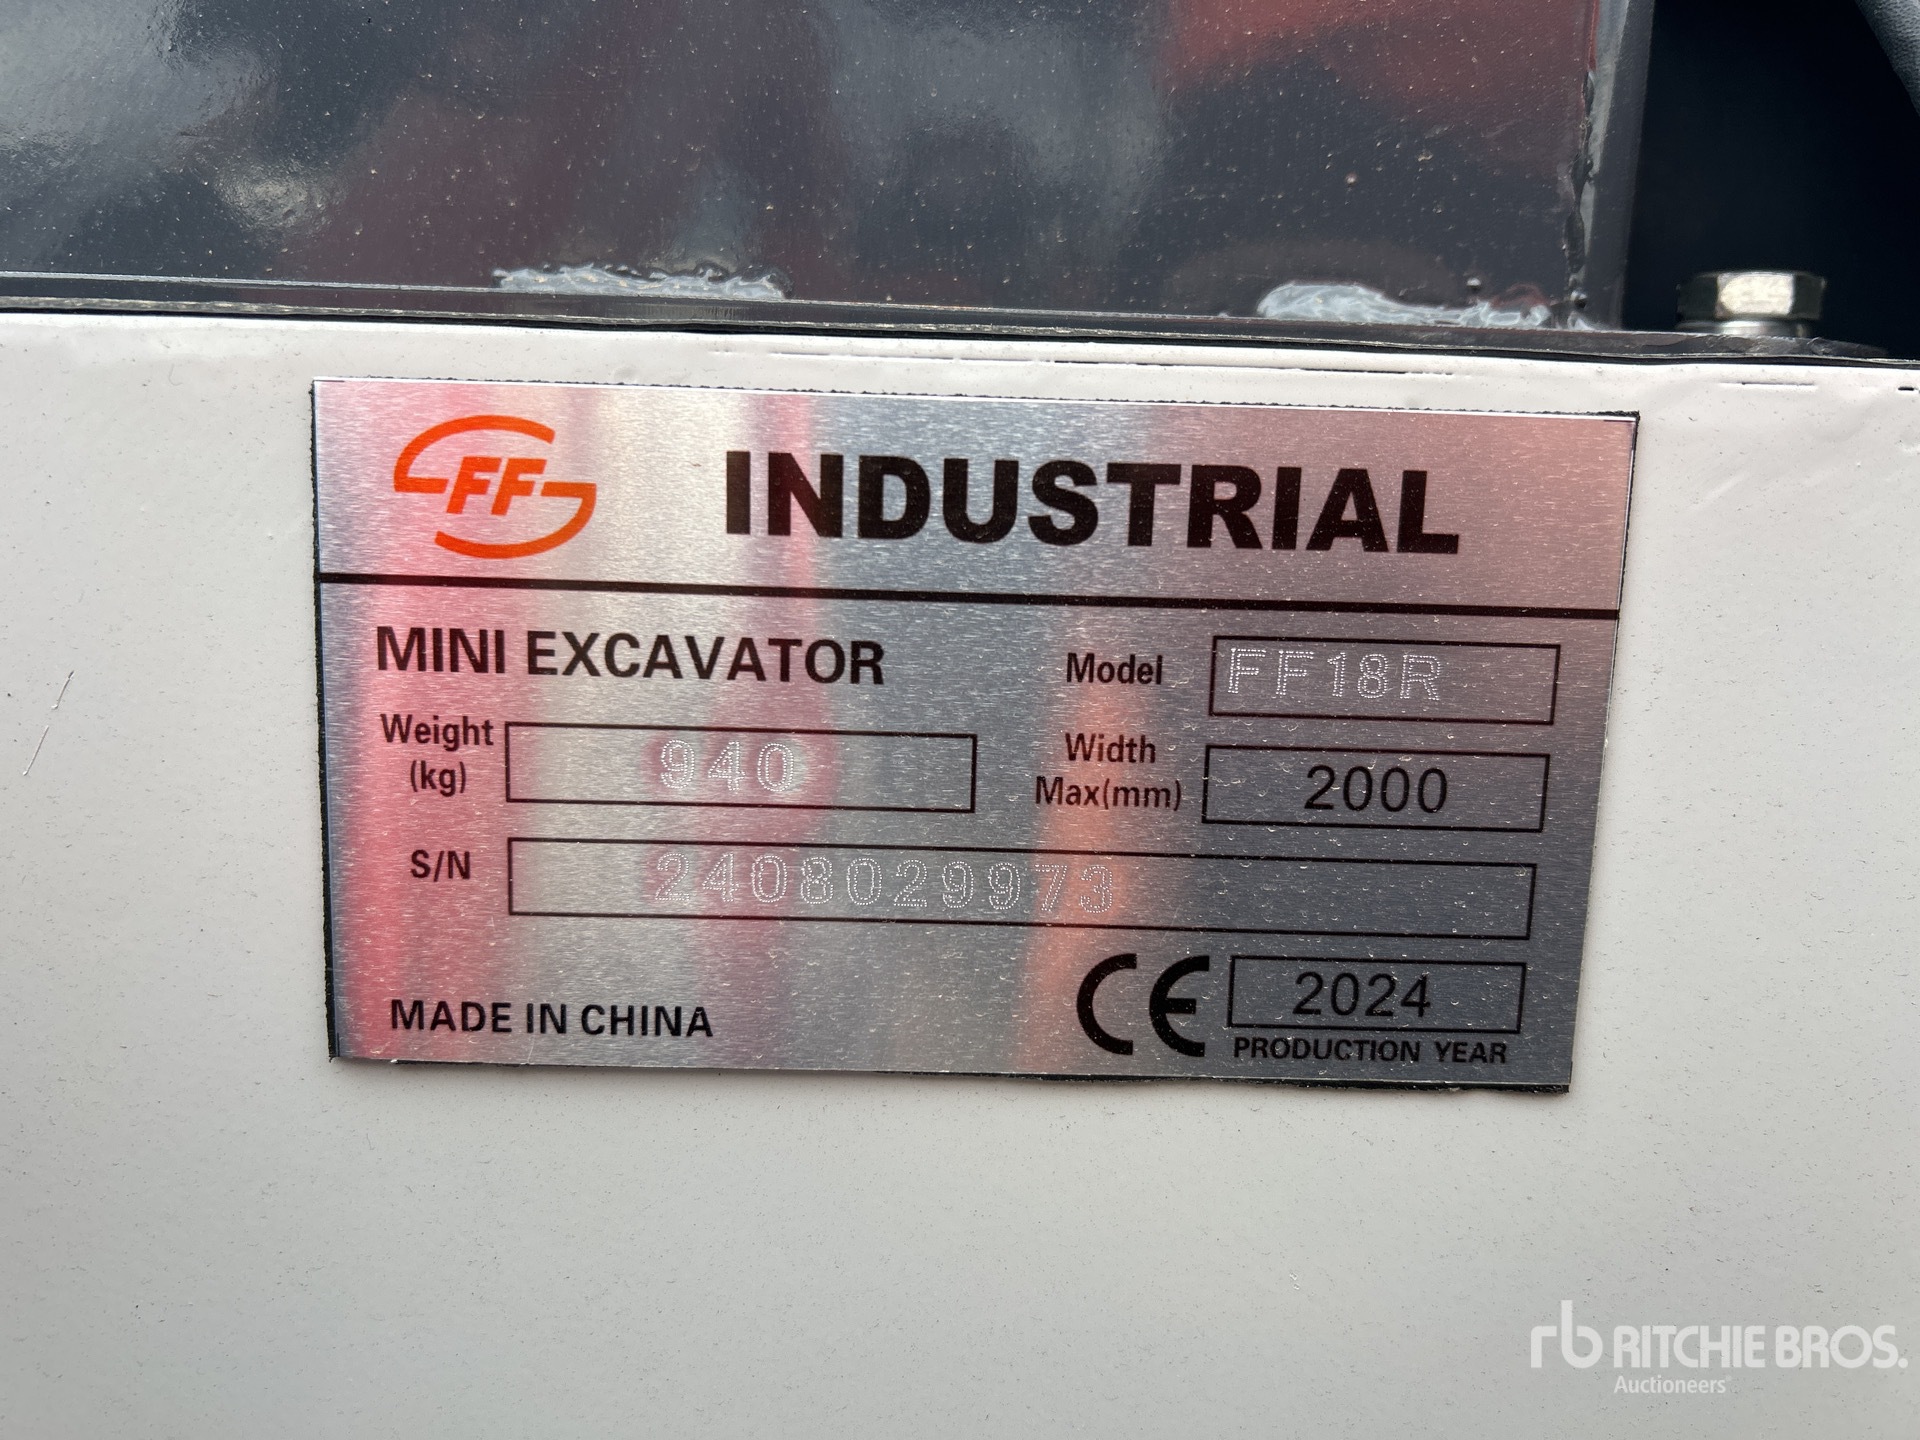 FF INDUSTRIAL
MINI EXCAVATOR
Model FF18R
Weight (kg) 940
Width Max(mm) 2000
S/N 2408029973
MADE IN CHINA
CE 2024
PRODUCTION YEAR
rb RITCHIE BROS.
Auctioneers